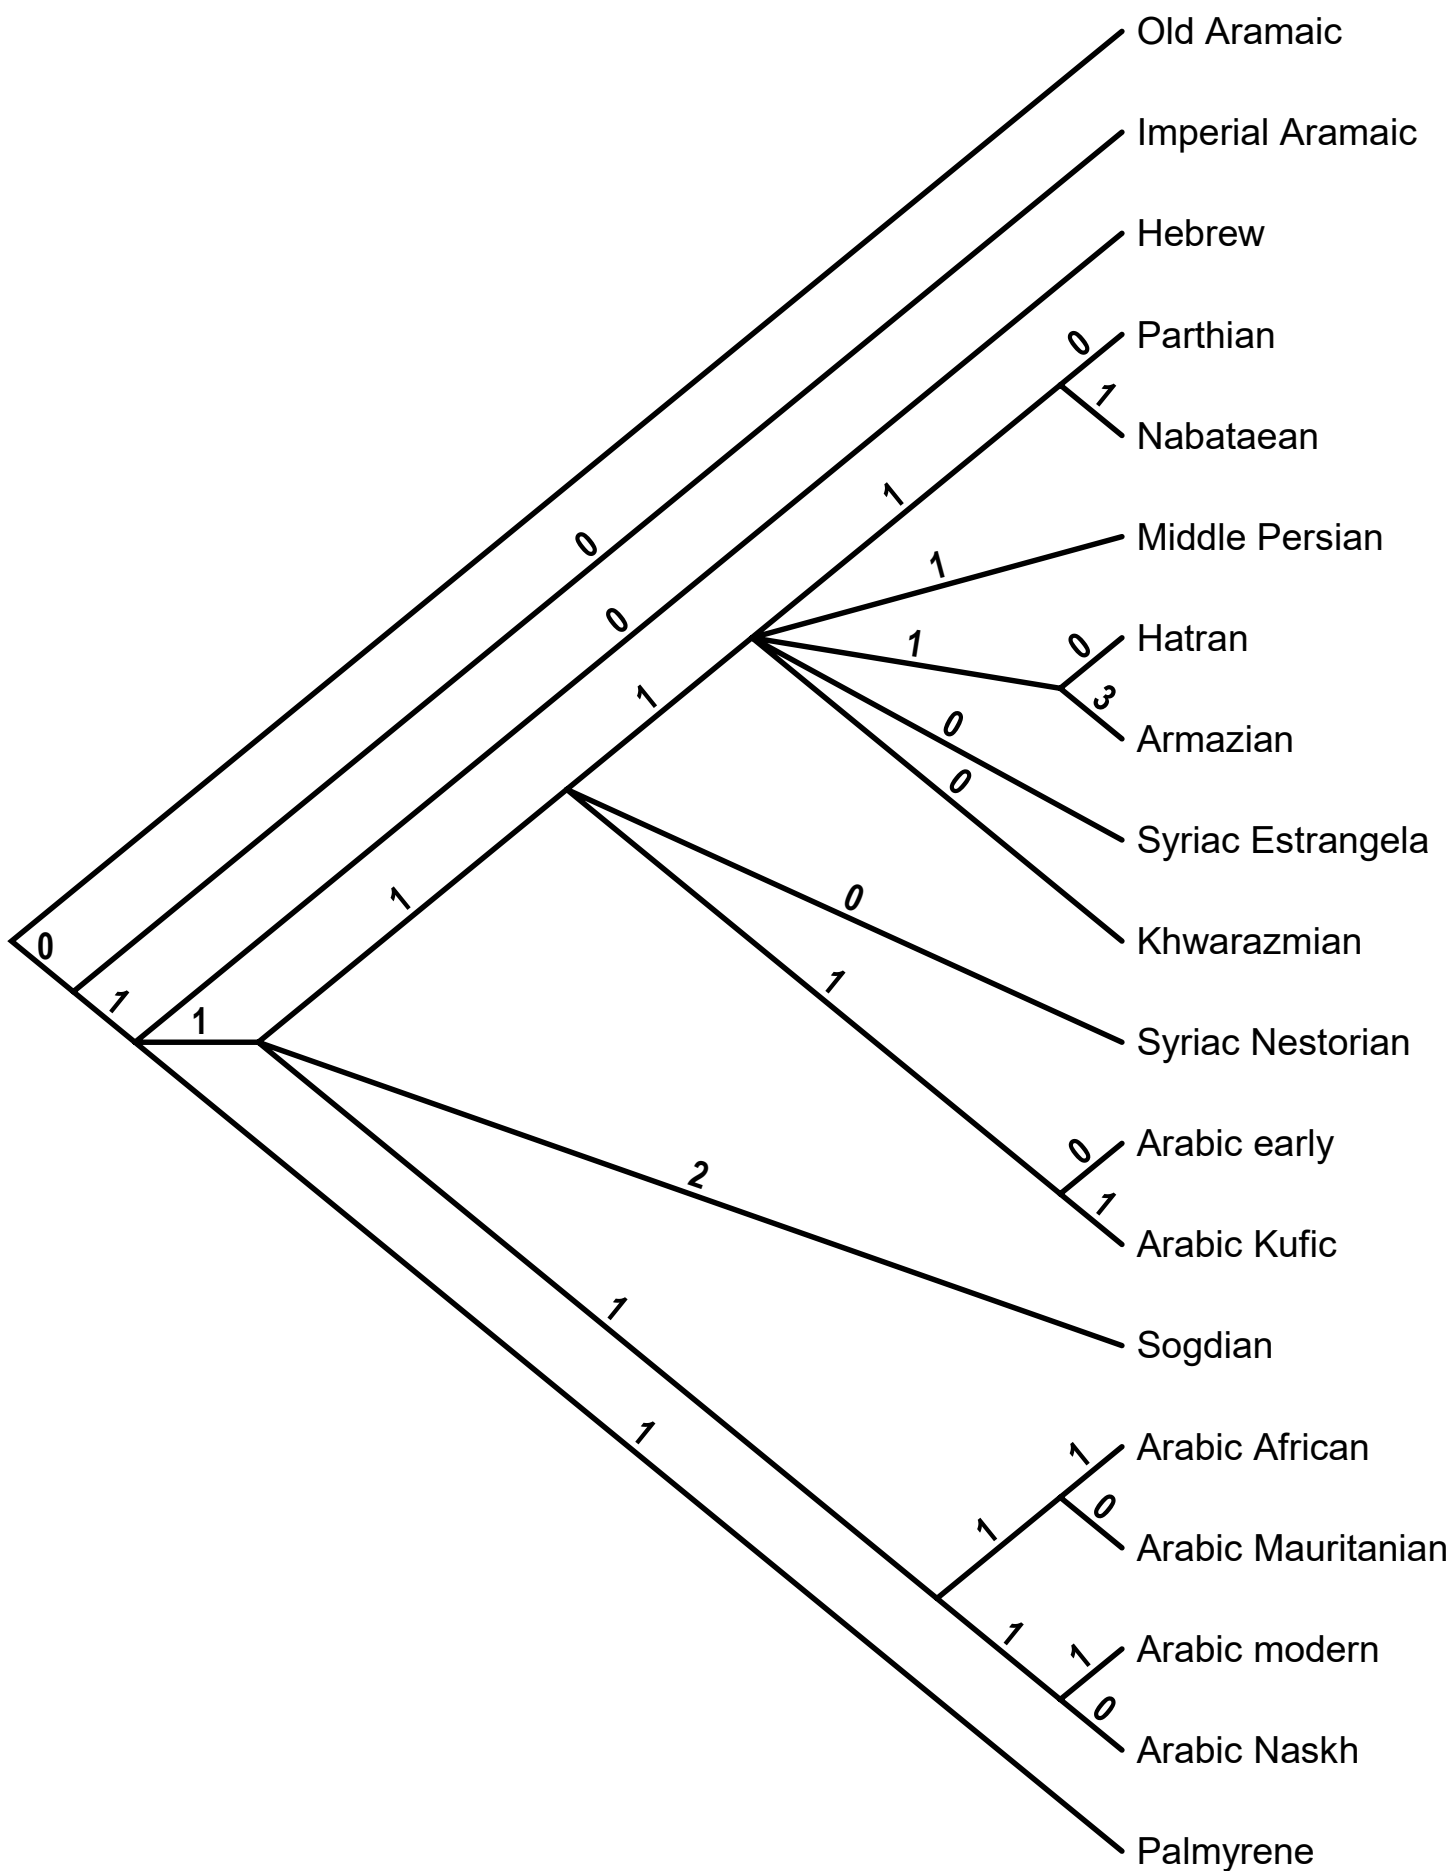 Old Aramaic
Imperial Aramaic
Hebrew
0
Parthian
1
Nabataean
1
Middle Persian
1
0
0
Hatran
1
0
3
1
Armazian
0
0
Syriac Estrangela
1
0
Khwarazmian
0
1
1
1
Syriac Nestorian
1
0
Arabic early
2
1
Arabic Kufic
1
Sogdian
1
1
Arabic African
0
1
Arabic Mauritanian
1
1
Arabic modern
0
Arabic Naskh
Palmyrene